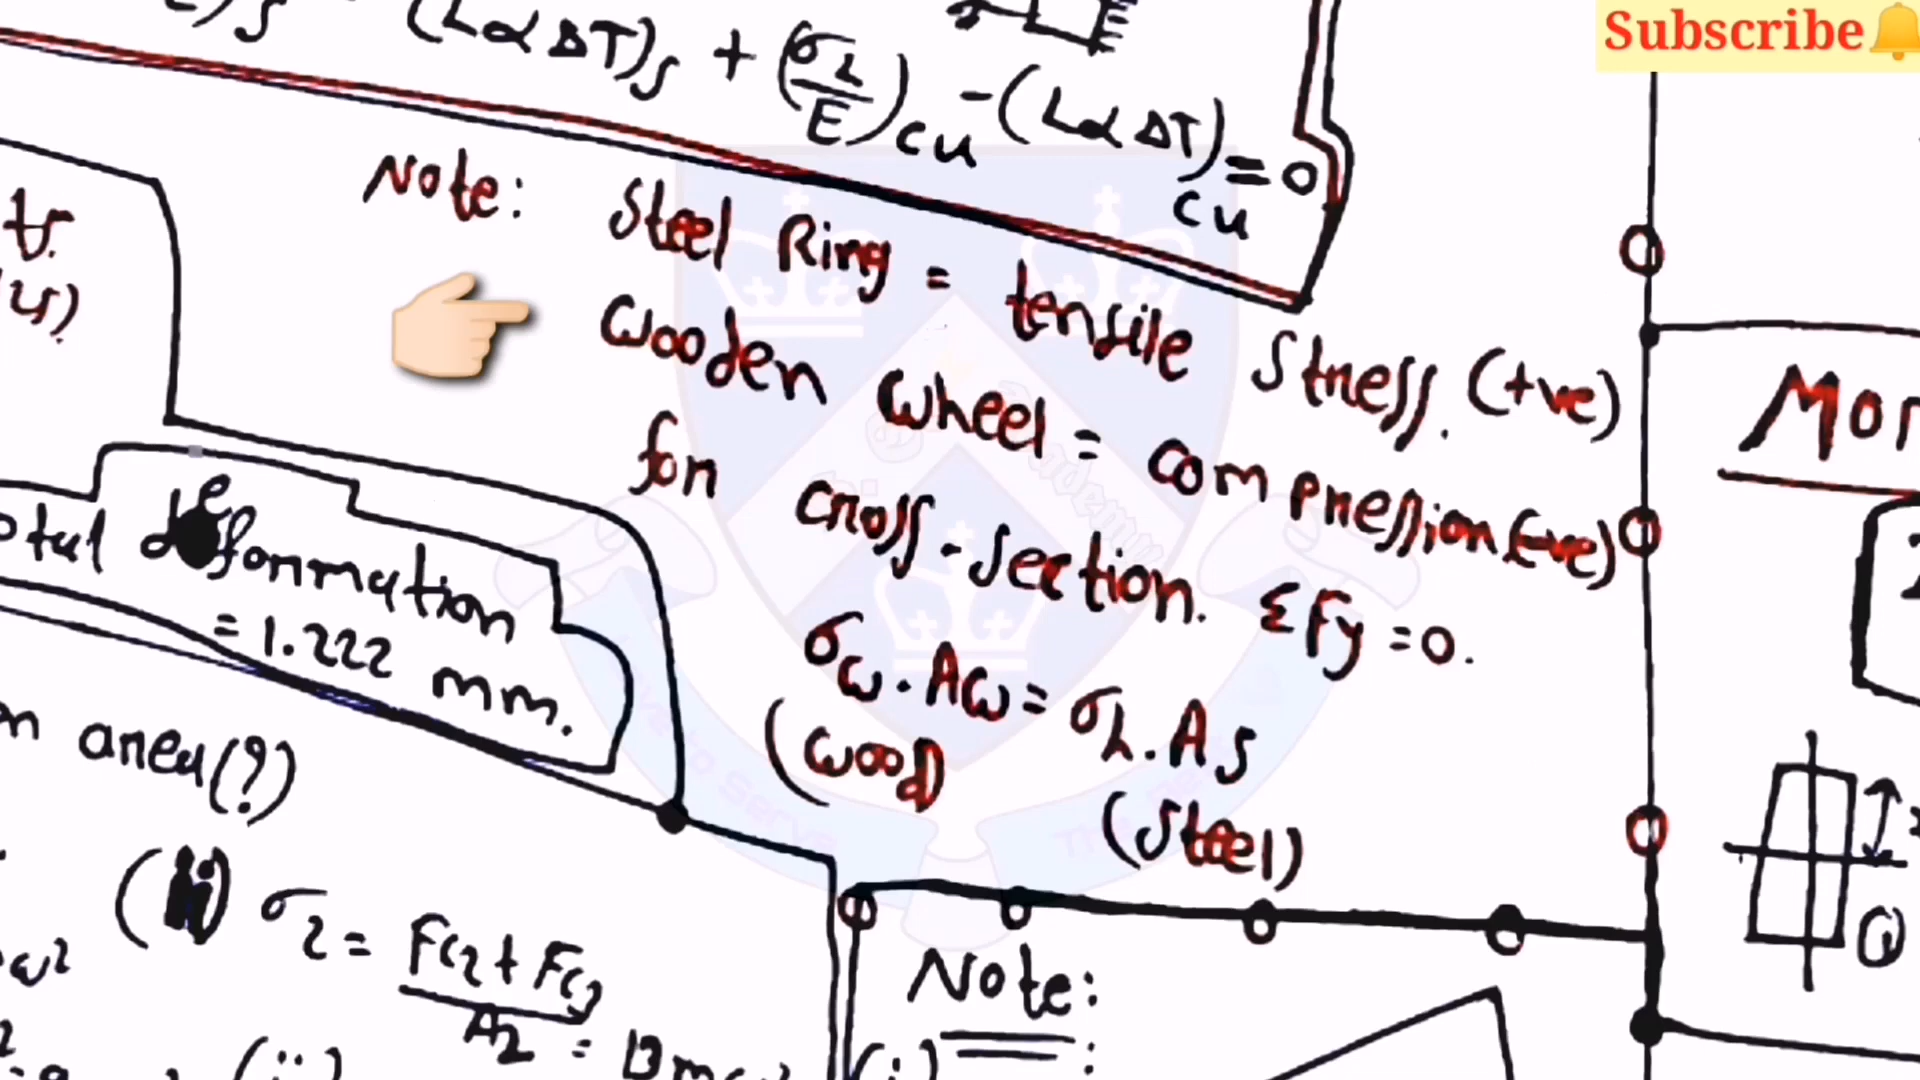 Subscribe
(LαΔT)s + (σL/E)cu - (LαΔT)cu = 0
Note: Steel Ring = tensile Stress. (+ve)
Wooden wheel = compression (-ve)
for cross-section. ΣFy = 0.
σw.Aw = σL.As
(wood) (Steel)
deformation
= 1.222 mm.
area(?)
(ii) σ2 = Fc2 + Fc3 / A2 =
Note:
(i)